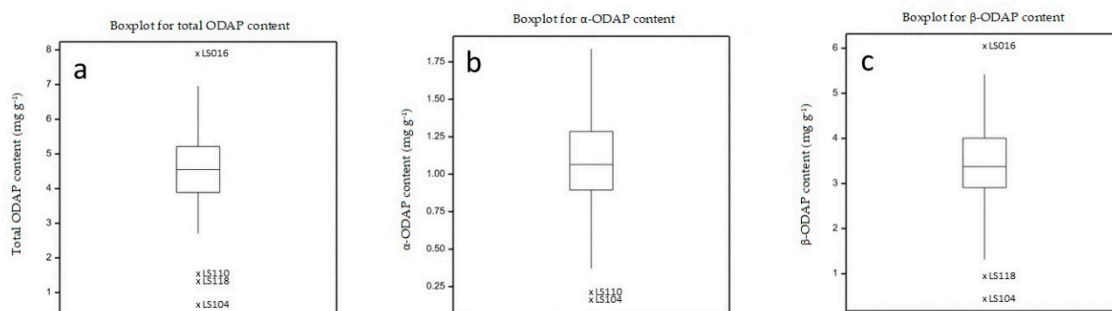 Boxplot for total ODAP content
a
Total ODAP content (mg g⁻¹)
8
7
6
5
4
3
2
1
x LS016
x LS110
x LS118
x LS104
Boxplot for α-ODAP content
b
α-ODAP content (mg g⁻¹)
1.75
1.50
1.25
1.00
0.75
0.50
0.25
x LS110
x LS104
Boxplot for β-ODAP content
c
β-ODAP content (mg g⁻¹)
6
5
4
3
2
1
x LS016
x LS118
x LS104